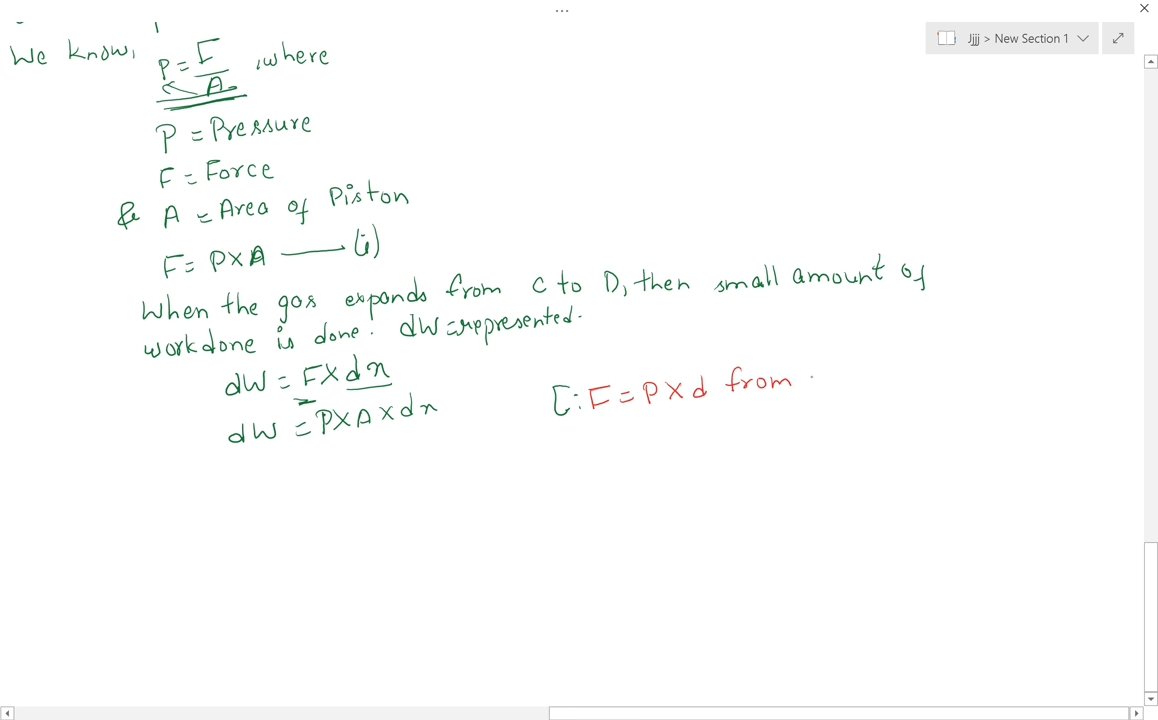 Jjjj > New Section 1
We know,
P = F/A, where
P = Pressure
F = Force
& A = Area of Piston
F = P×A —— (i)
When the gas expands from C to D, then small amount of
workdone is done. dW = represented.
dW = F×dx
dW = P×A×dx [∵ F = P×d from